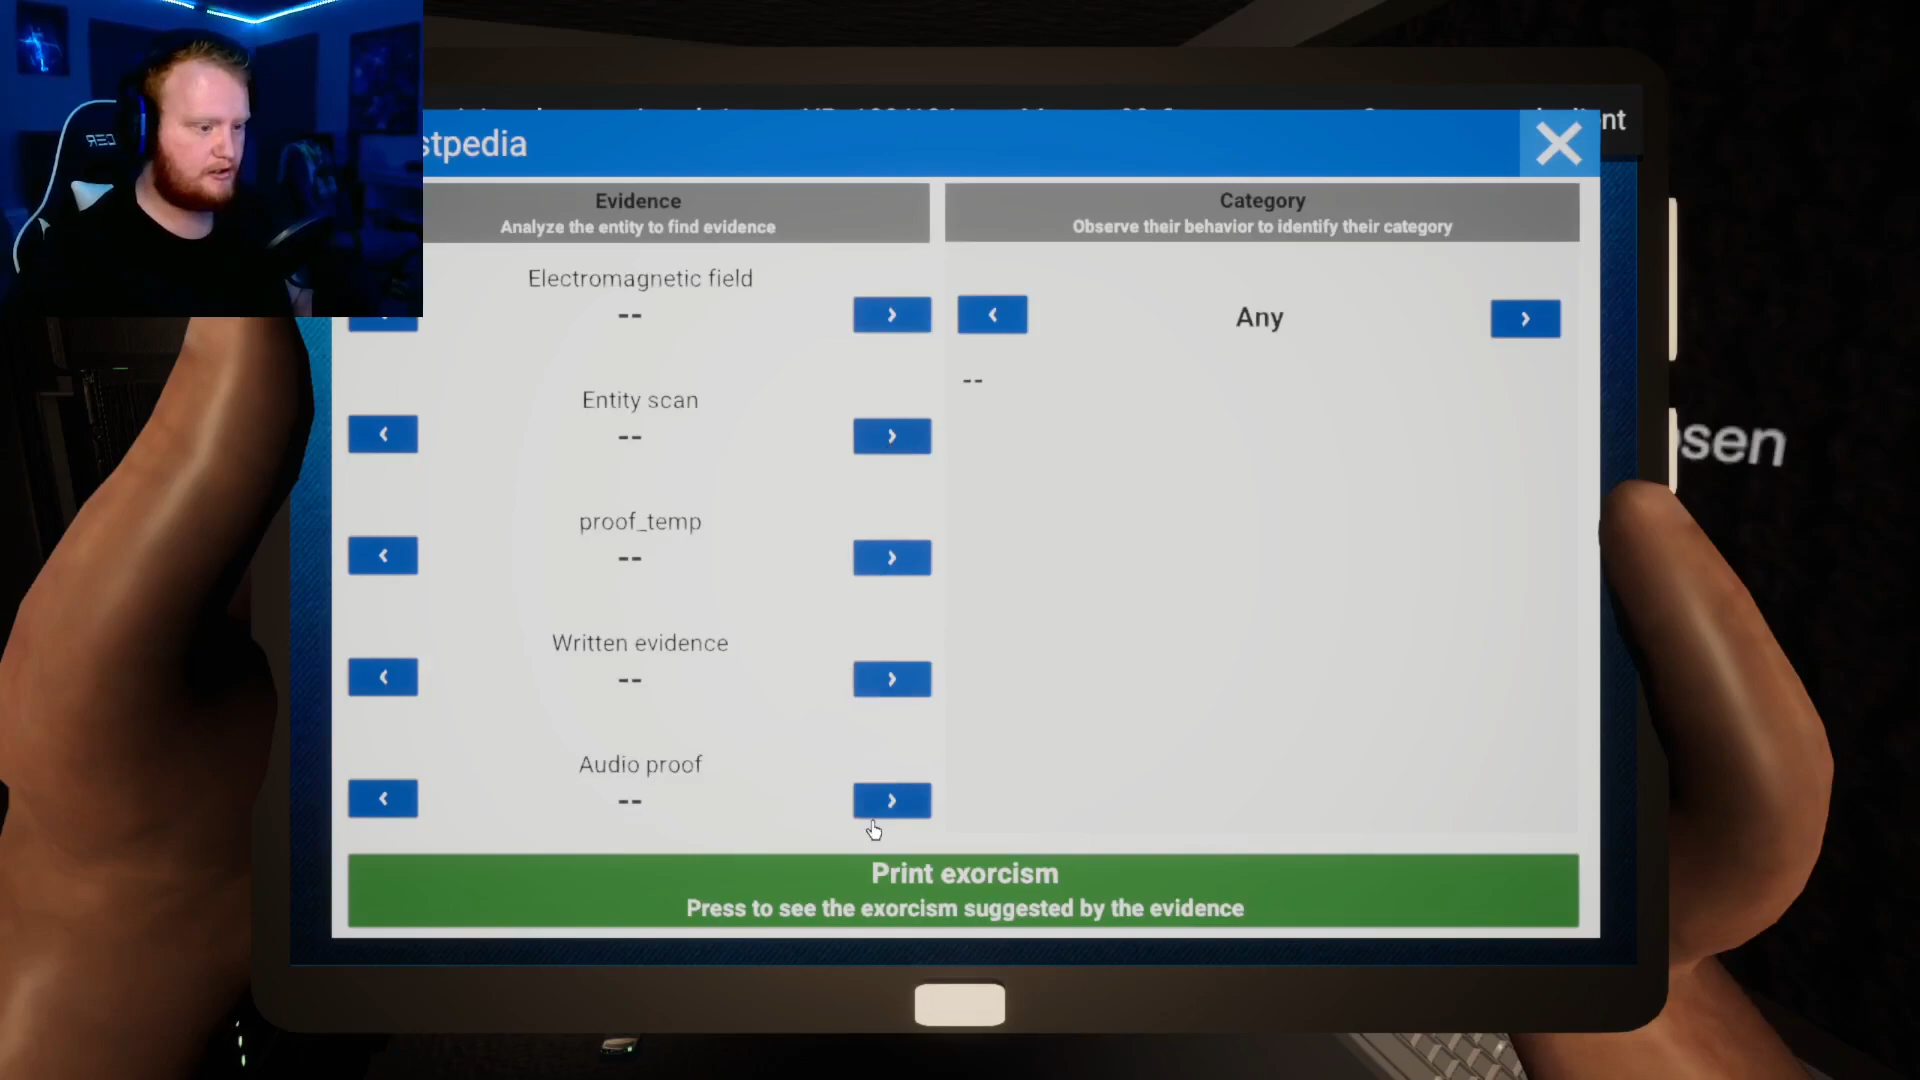 nt
stpedia
Evidence
Analyze the entity to find evidence
Category
Observe their behavior to identify their category
Electromagnetic field
--
Any
--
Entity scan
--
proof_temp
--
Written evidence
--
Audio proof
--
Print exorcism
Press to see the exorcism suggested by the evidence
sen